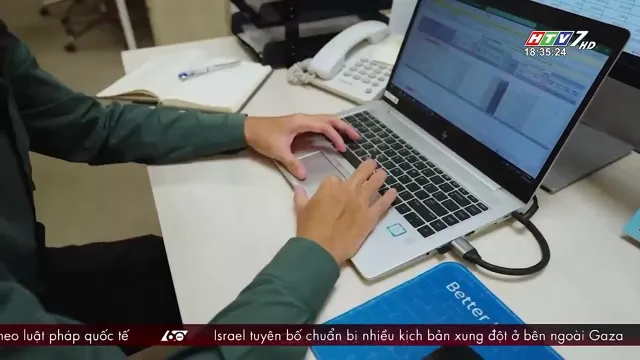 HTV7 HD
18:35:24
Better
heo luật pháp quốc tế 60 Israel tuyên bố chuẩn bị nhiều kịch bản xung đột ở bên ngoài Gaza